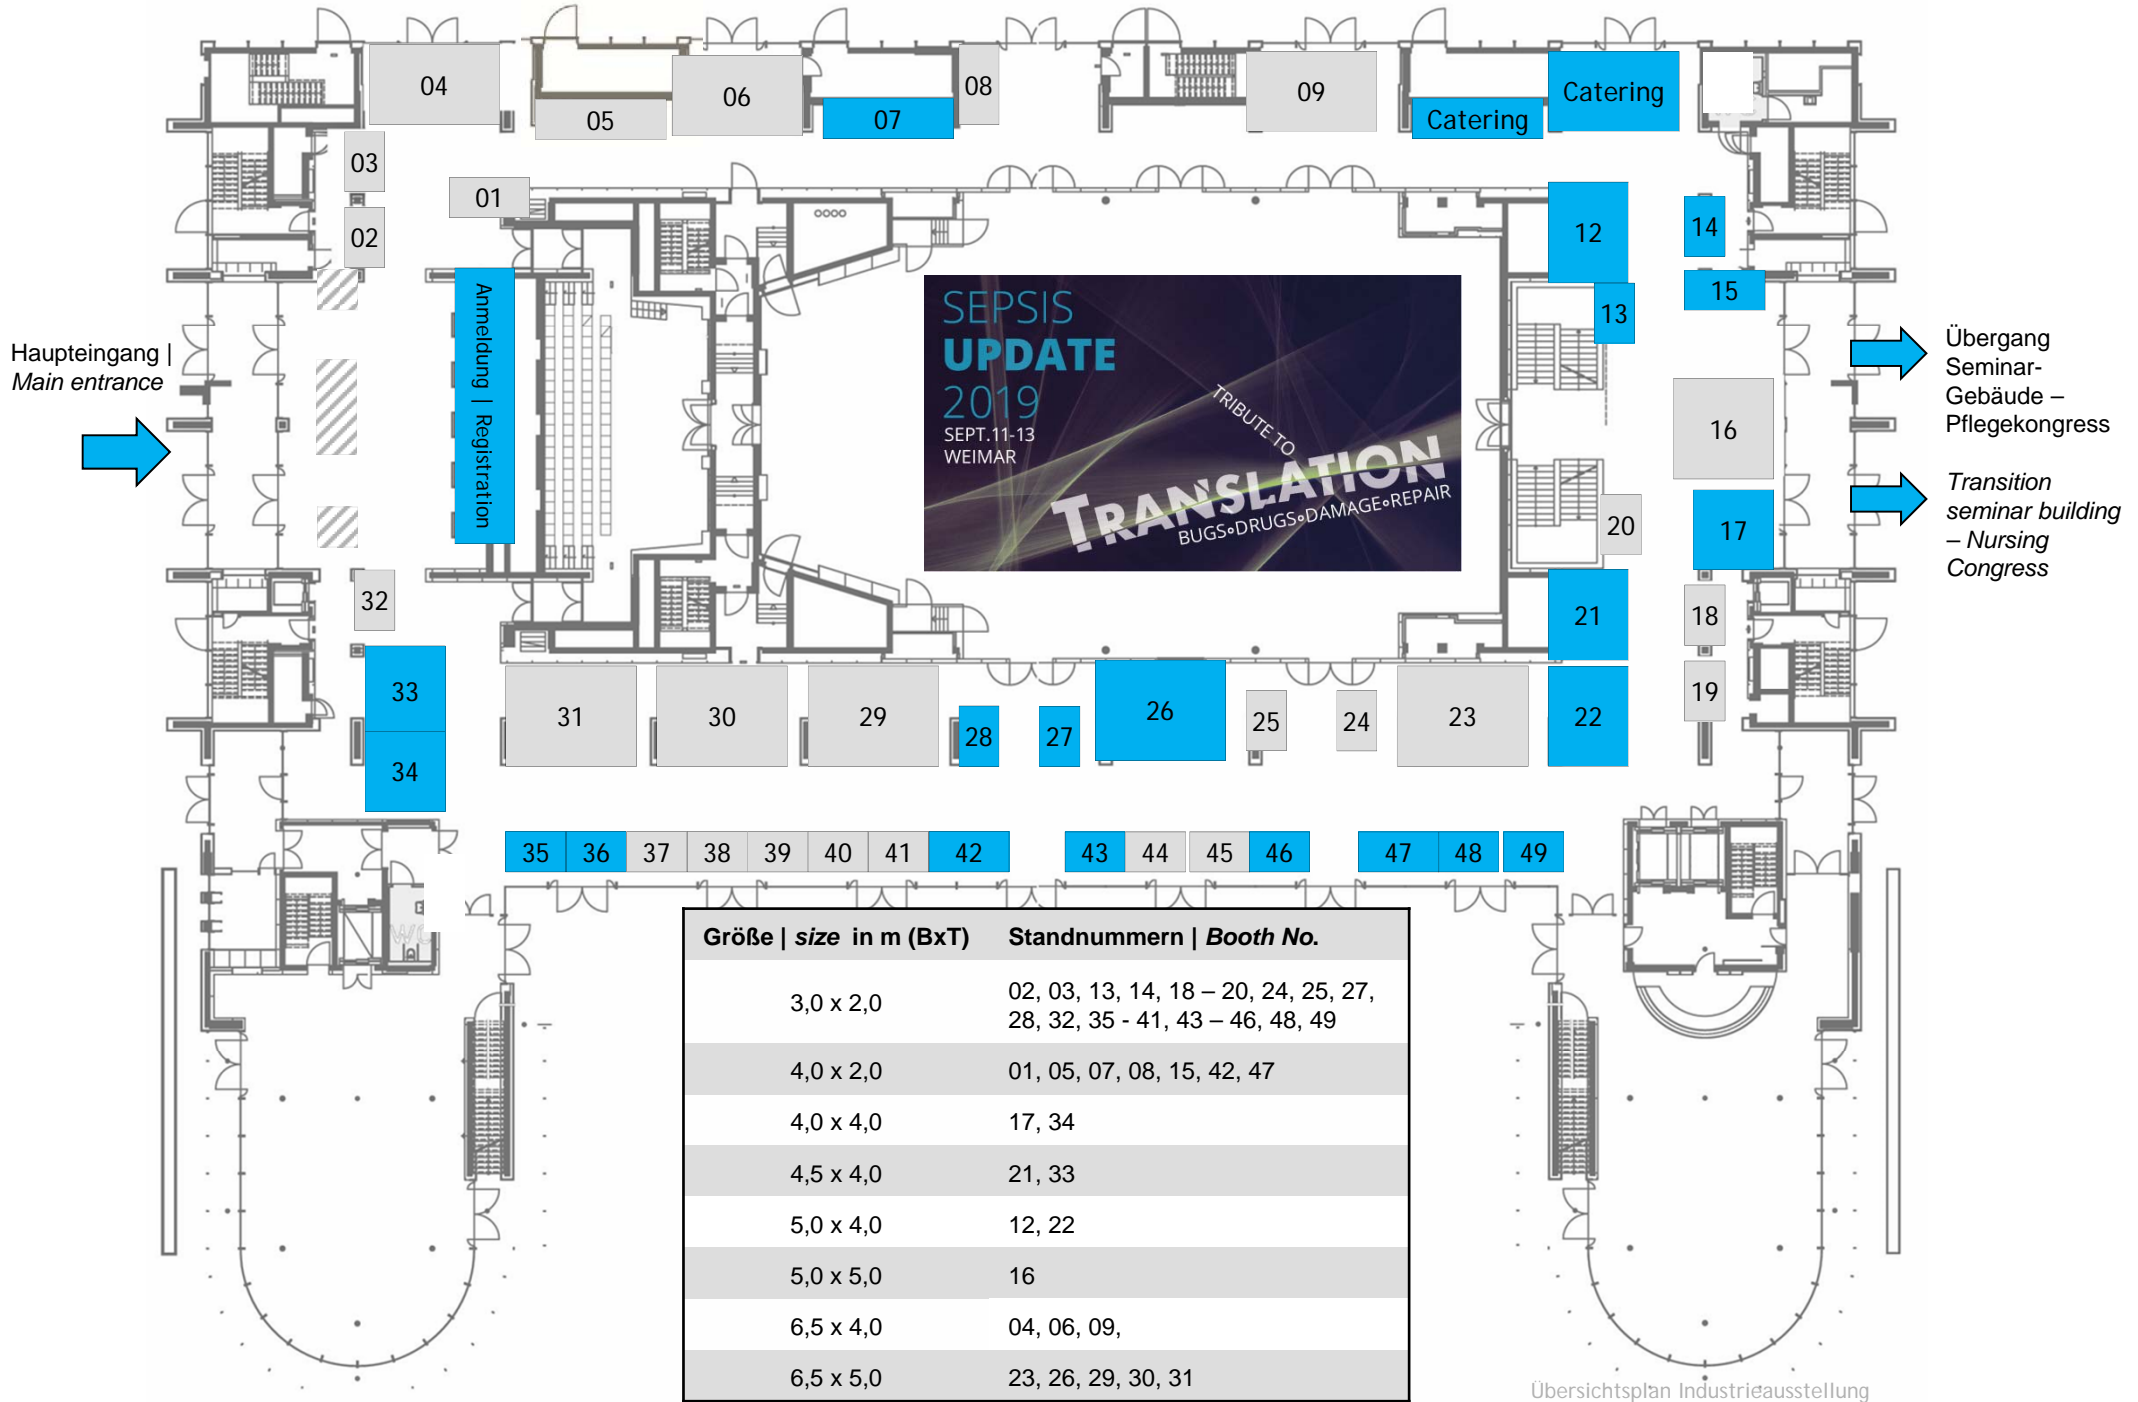 04
05
06
07
08
09
Catering
Catering
03
02
01
12
14
13
15
Anmeldung | Registration
SEPSIS
UPDATE
2019
SEPT.11-13
WEIMAR
TRIBUTE TO
TRANSLATION
BUGS∘DRUGS∘DAMAGE∘REPAIR
Haupteingang |
Main entrance
Übergang
Seminar-
Gebäude –
Pflegekongress
Transition
seminar building
– Nursing
Congress
16
17
20
18
19
21
22
32
33
34
31
30
29
28
27
26
25
24
23
35
36
37
38
39
40
41
42
43
44
45
46
47
48
49
WC
Größe | size in m (BxT) Standnummern | Booth No.
3,0 x 2,0 02, 03, 13, 14, 18 – 20, 24, 25, 27,
28, 32, 35 - 41, 43 – 46, 48, 49
4,0 x 2,0 01, 05, 07, 08, 15, 42, 47
4,0 x 4,0 17, 34
4,5 x 4,0 21, 33
5,0 x 4,0 12, 22
5,0 x 5,0 16
6,5 x 4,0 04, 06, 09,
6,5 x 5,0 23, 26, 29, 30, 31
Übersichtsplan Industrieausstellung